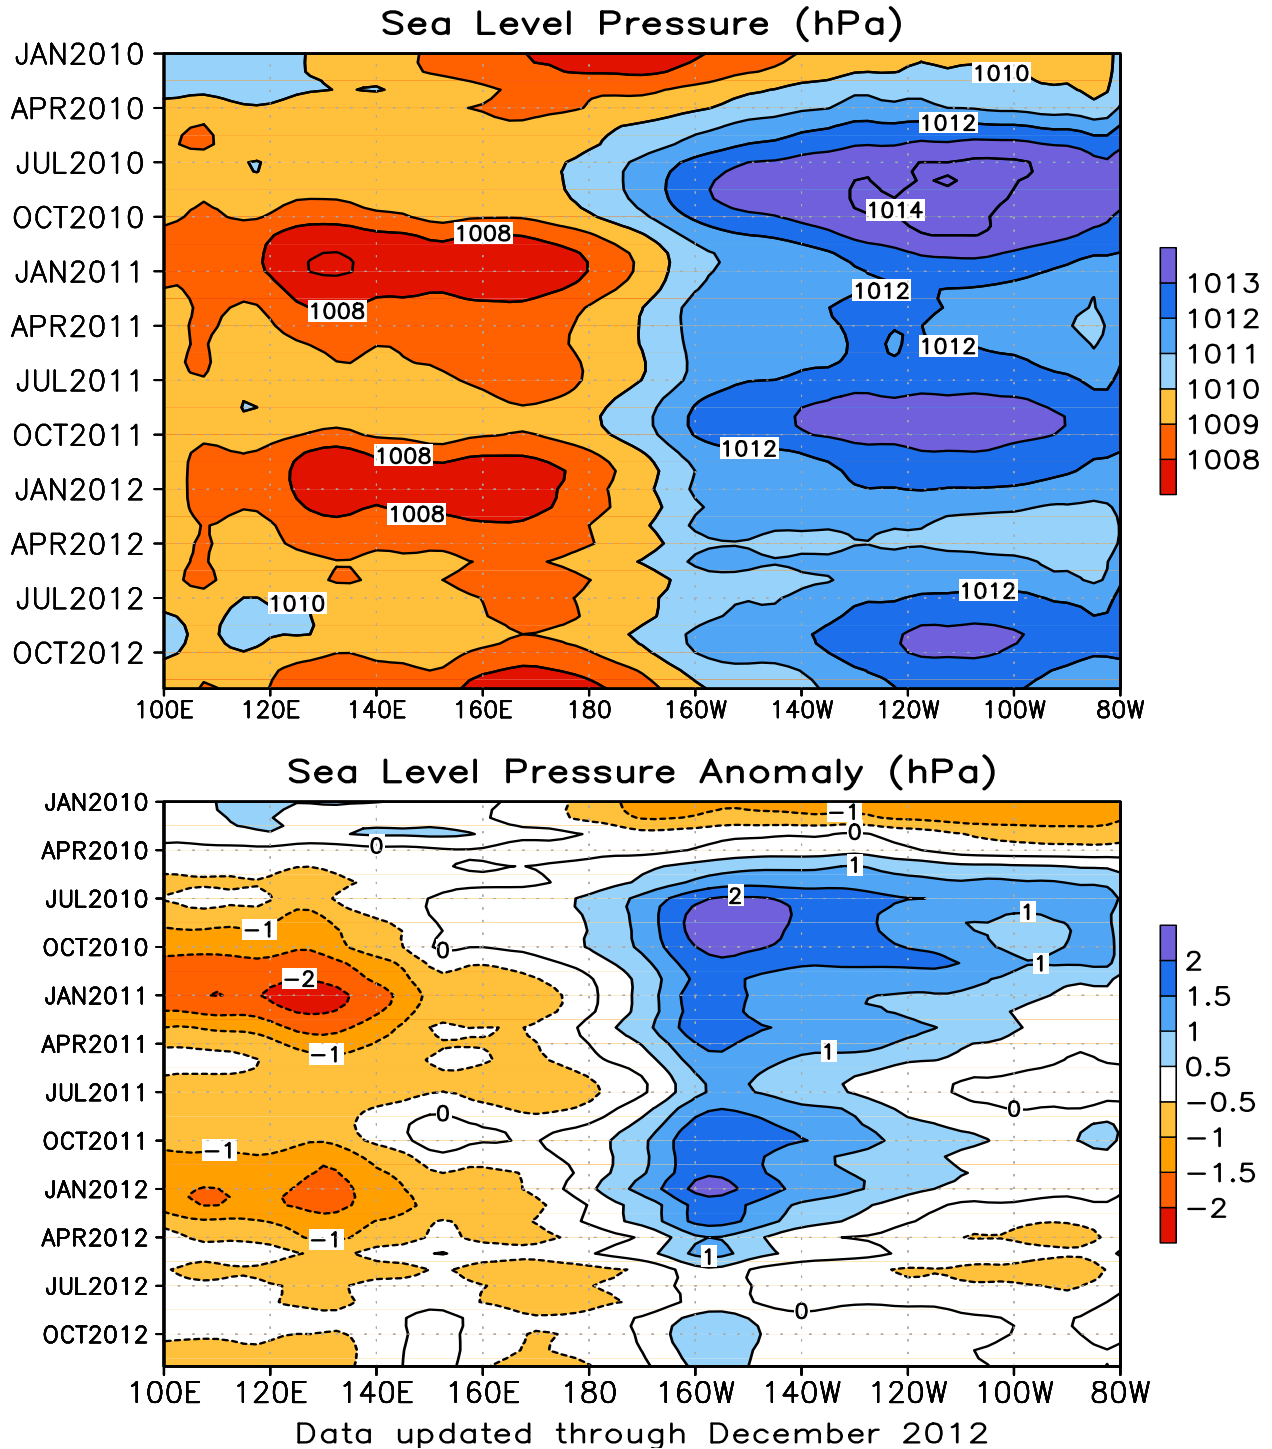 Sea Level Pressure (hPa)
JAN2010
APR2010
JUL2010
OCT2010
JAN2011
APR2011
JUL2011
OCT2011
JAN2012
APR2012
JUL2012
OCT2012
1010
1012
1014
1008
1012
1008
1012
1008
1012
1008
1012
1010
1013
1012
1011
1010
1009
1008
100E 120E 140E 160E 180 160W 140W 120W 100W 80W
Sea Level Pressure Anomaly (hPa)
JAN2010
APR2010
JUL2010
OCT2010
JAN2011
APR2011
JUL2011
OCT2011
JAN2012
APR2012
JUL2012
OCT2012
−1
0
0
1
2
1
−1
0
1
−2
1
−1
0
0
−1
−1
1
0
2
1.5
1
0.5
−0.5
−1
−1.5
−2
100E 120E 140E 160E 180 160W 140W 120W 100W 80W
Data updated through December 2012